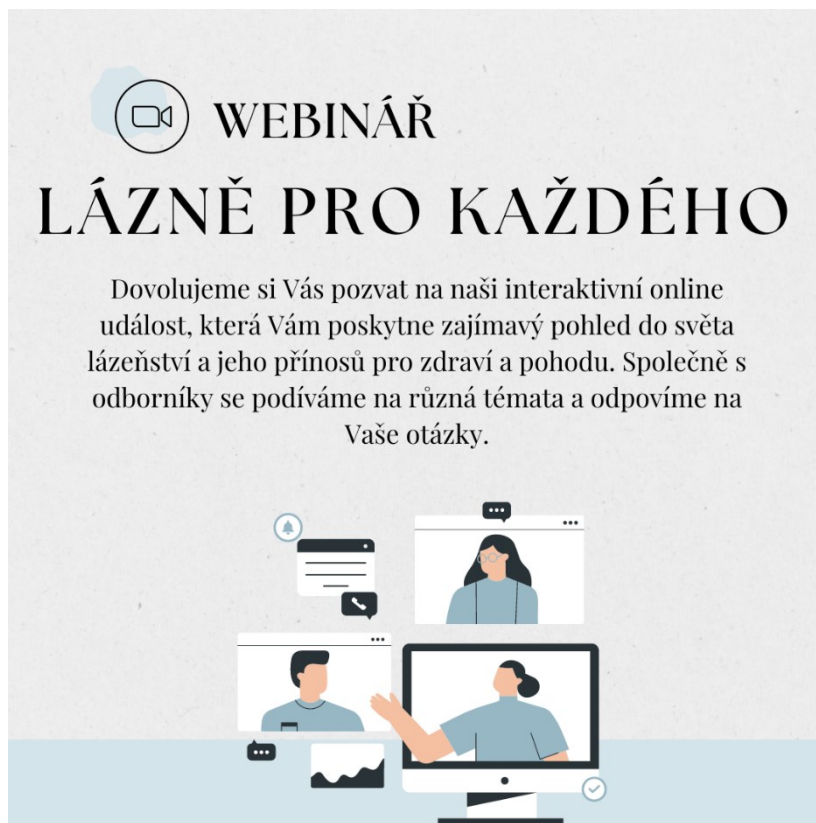 WEBINÁŘ
LÁZNĚ PRO KAŽDÉHO
Dovolujeme si Vás pozvat na naši interaktivní online
událost, která Vám poskytne zajímavý pohled do světa
lázeňství a jeho přínosů pro zdraví a pohodu. Společně s
odborníky se podíváme na různá témata a odpovíme na
Vaše otázky.